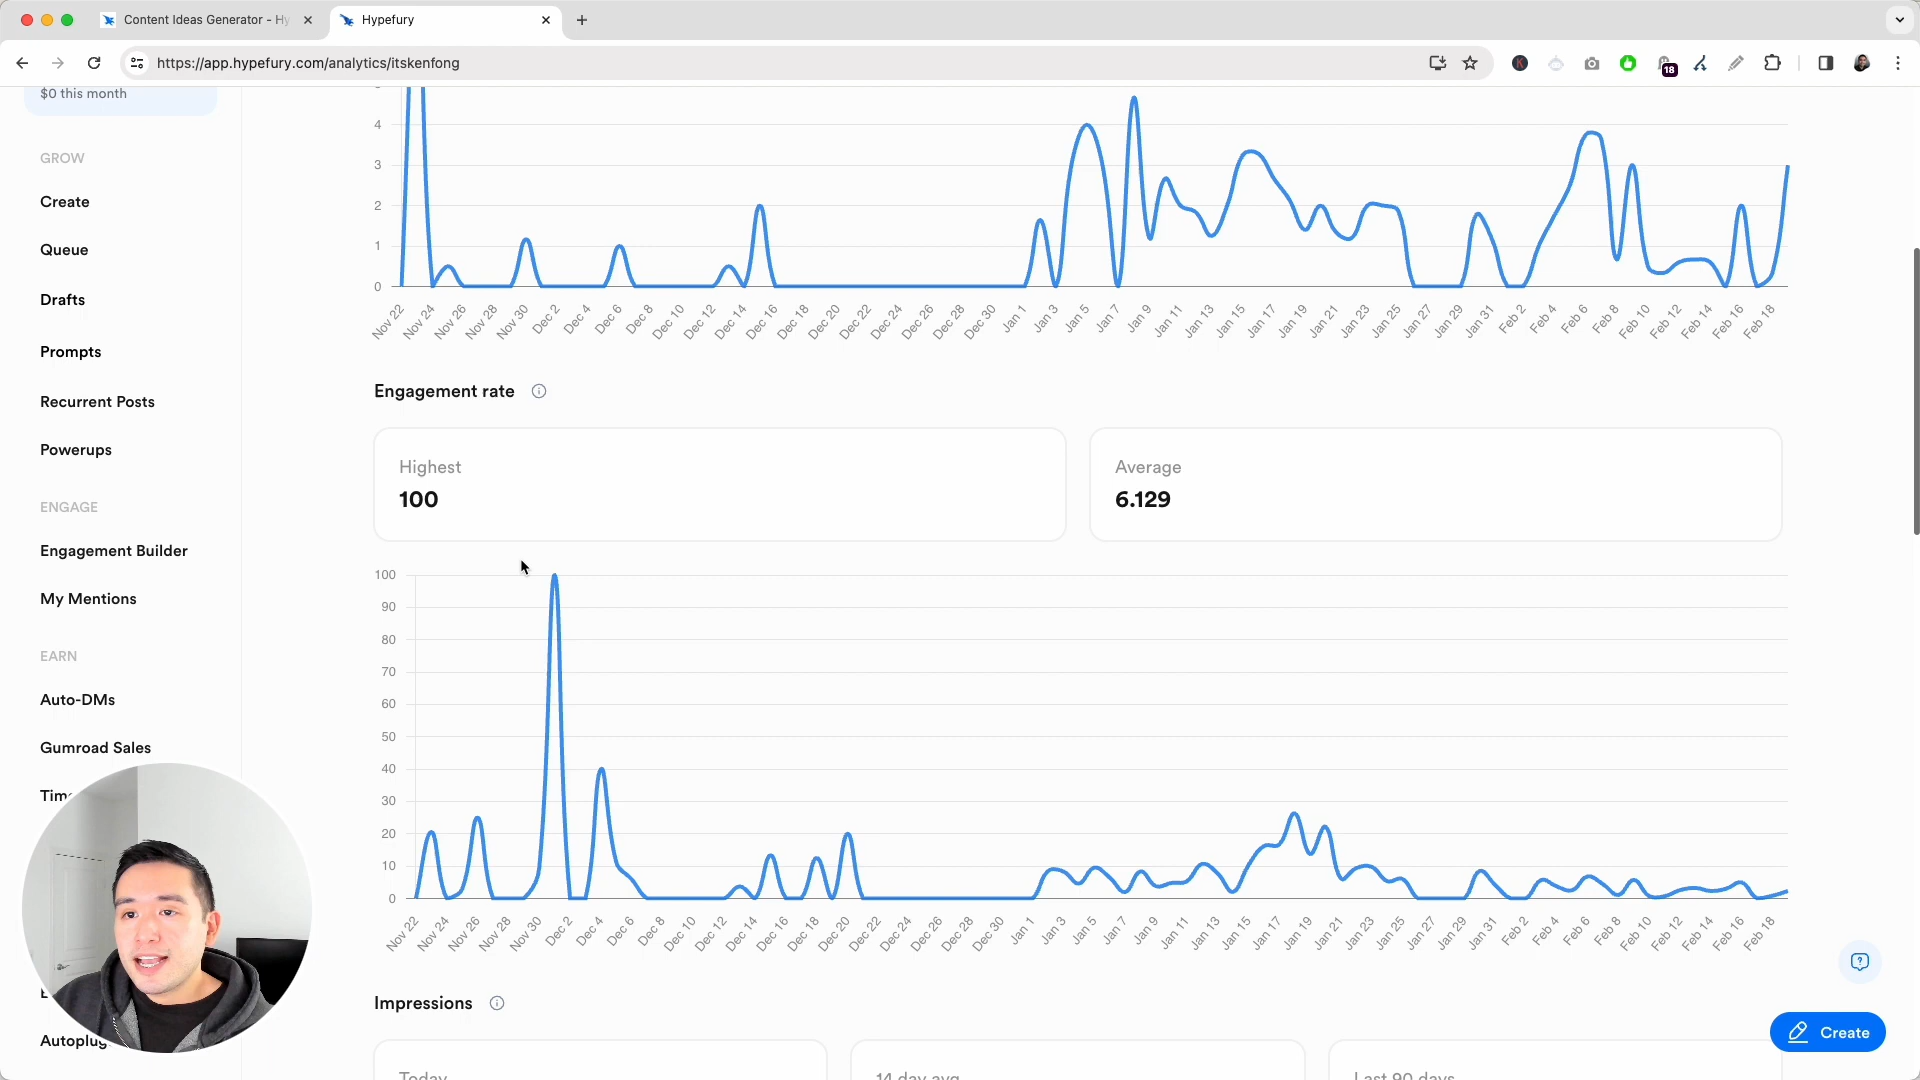 Content Ideas Generator - Hy
Hypefury
https://app.hypefury.com/analytics/itskenfong
18
$0 this month
GROW
Create
Queue
Drafts
Prompts
Recurrent Posts
Powerups
ENGAGE
Engagement Builder
My Mentions
EARN
Auto-DMs
Gumroad Sales
Time
Autoplug
4
3
2
1
0
Nov 22 Nov 24 Nov 26 Nov 28 Nov 30 Dec 2 Dec 4 Dec 6 Dec 8 Dec 10 Dec 12 Dec 14 Dec 16 Dec 18 Dec 20 Dec 22 Dec 24 Dec 26 Dec 28 Dec 30 Jan 1 Jan 3 Jan 5 Jan 7 Jan 9 Jan 11 Jan 13 Jan 15 Jan 17 Jan 19 Jan 21 Jan 23 Jan 25 Jan 27 Jan 29 Jan 31 Feb 2 Feb 4 Feb 6 Feb 8 Feb 10 Feb 12 Feb 14 Feb 16 Feb 18
Engagement rate
Highest
100
Average
6.129
100
90
80
70
60
50
40
30
20
10
0
Nov 22 Nov 24 Nov 26 Nov 28 Nov 30 Dec 2 Dec 4 Dec 6 Dec 8 Dec 10 Dec 12 Dec 14 Dec 16 Dec 18 Dec 20 Dec 22 Dec 24 Dec 26 Dec 28 Dec 30 Jan 1 Jan 3 Jan 5 Jan 7 Jan 9 Jan 11 Jan 13 Jan 15 Jan 17 Jan 19 Jan 21 Jan 23 Jan 25 Jan 27 Jan 29 Jan 31 Feb 2 Feb 4 Feb 6 Feb 8 Feb 10 Feb 12 Feb 14 Feb 16 Feb 18
Impressions
Today
14 day avg
Last 90 days
Create